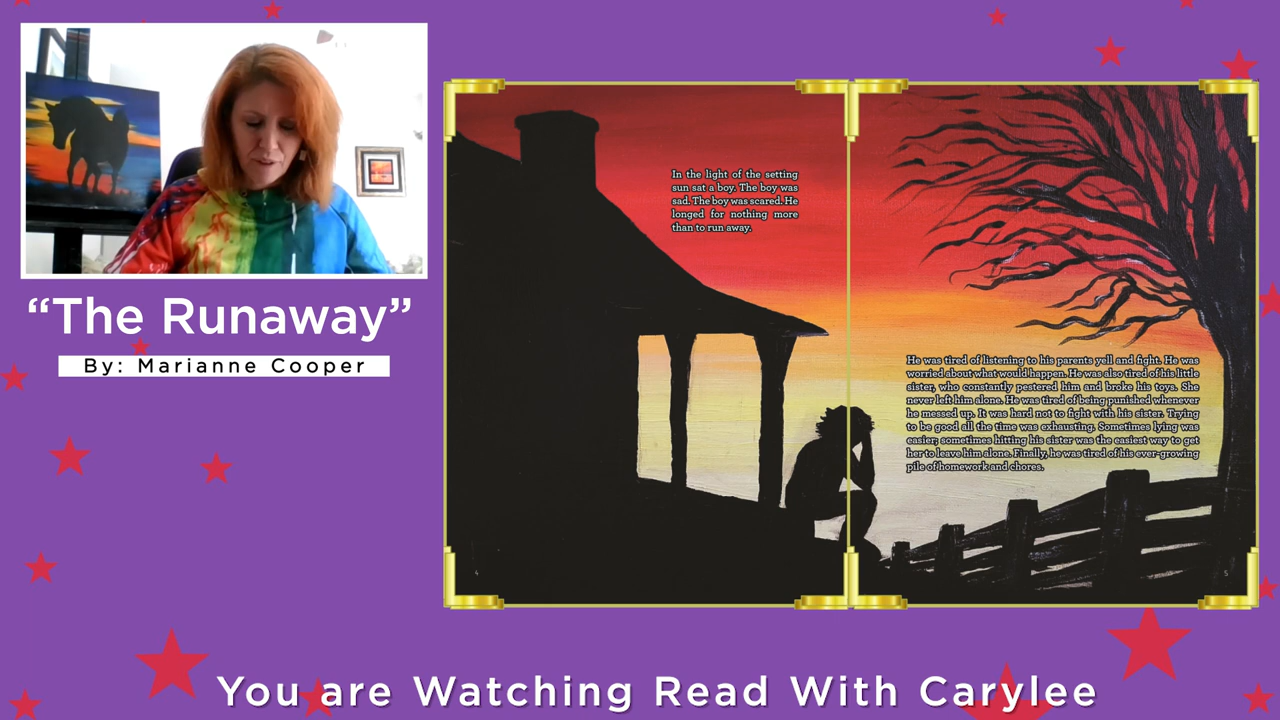 “The Runaway”
By: Marianne Cooper
In the light of the setting
sun sat a boy. The boy was
sad. The boy was scared. He
longed for nothing more
than to run away.
He was tired of listening to his parents yell and fight. He was
worried about what would happen. He was also tired of his little
sister, who constantly pestered him and broke his toys. She
never left him alone. He was tired of being punished whenever
he messed up. It was hard not to fight with his sister. Trying
to be good all the time was exhausting. Sometimes lying was
easier; sometimes hitting his sister was the easiest way to get
her to leave him alone. Finally, he was tired of his ever-growing
pile of homework and chores.
4
5
You are Watching Read With Carylee